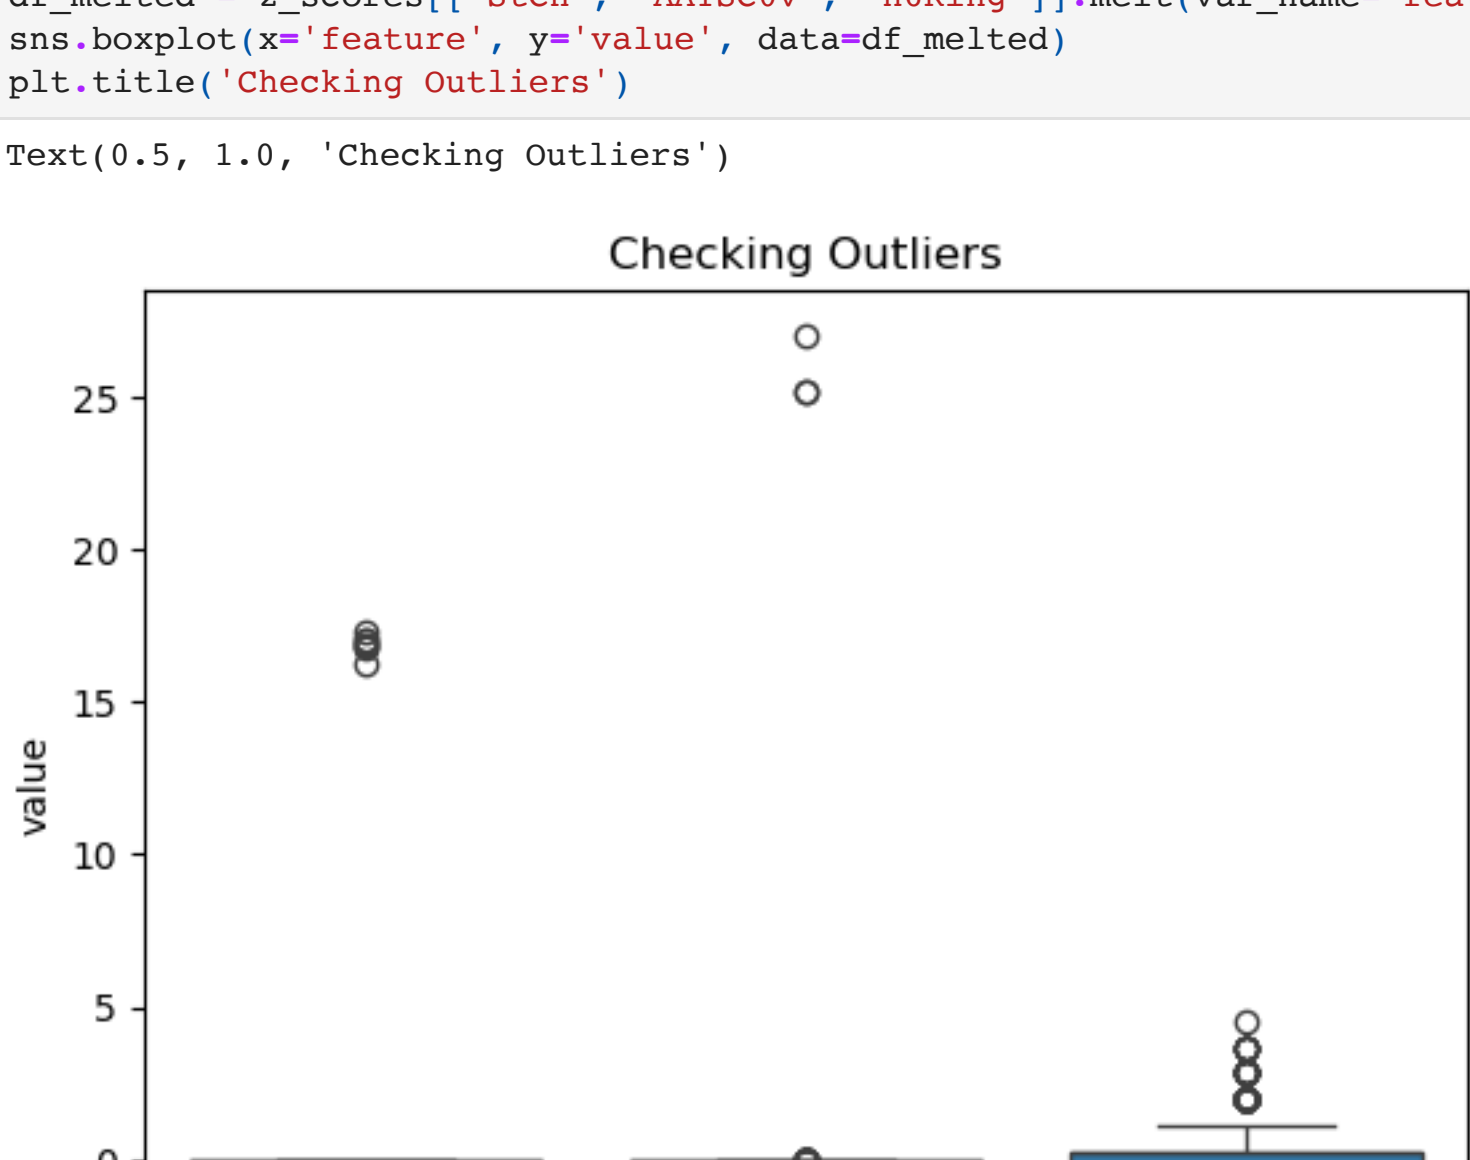 sns.boxplot(x='feature', y='value', data=df_melted)
plt.title('Checking Outliers')
Text(0.5, 1.0, 'Checking Outliers')
Checking Outliers
25
20
15
value
10
5
0